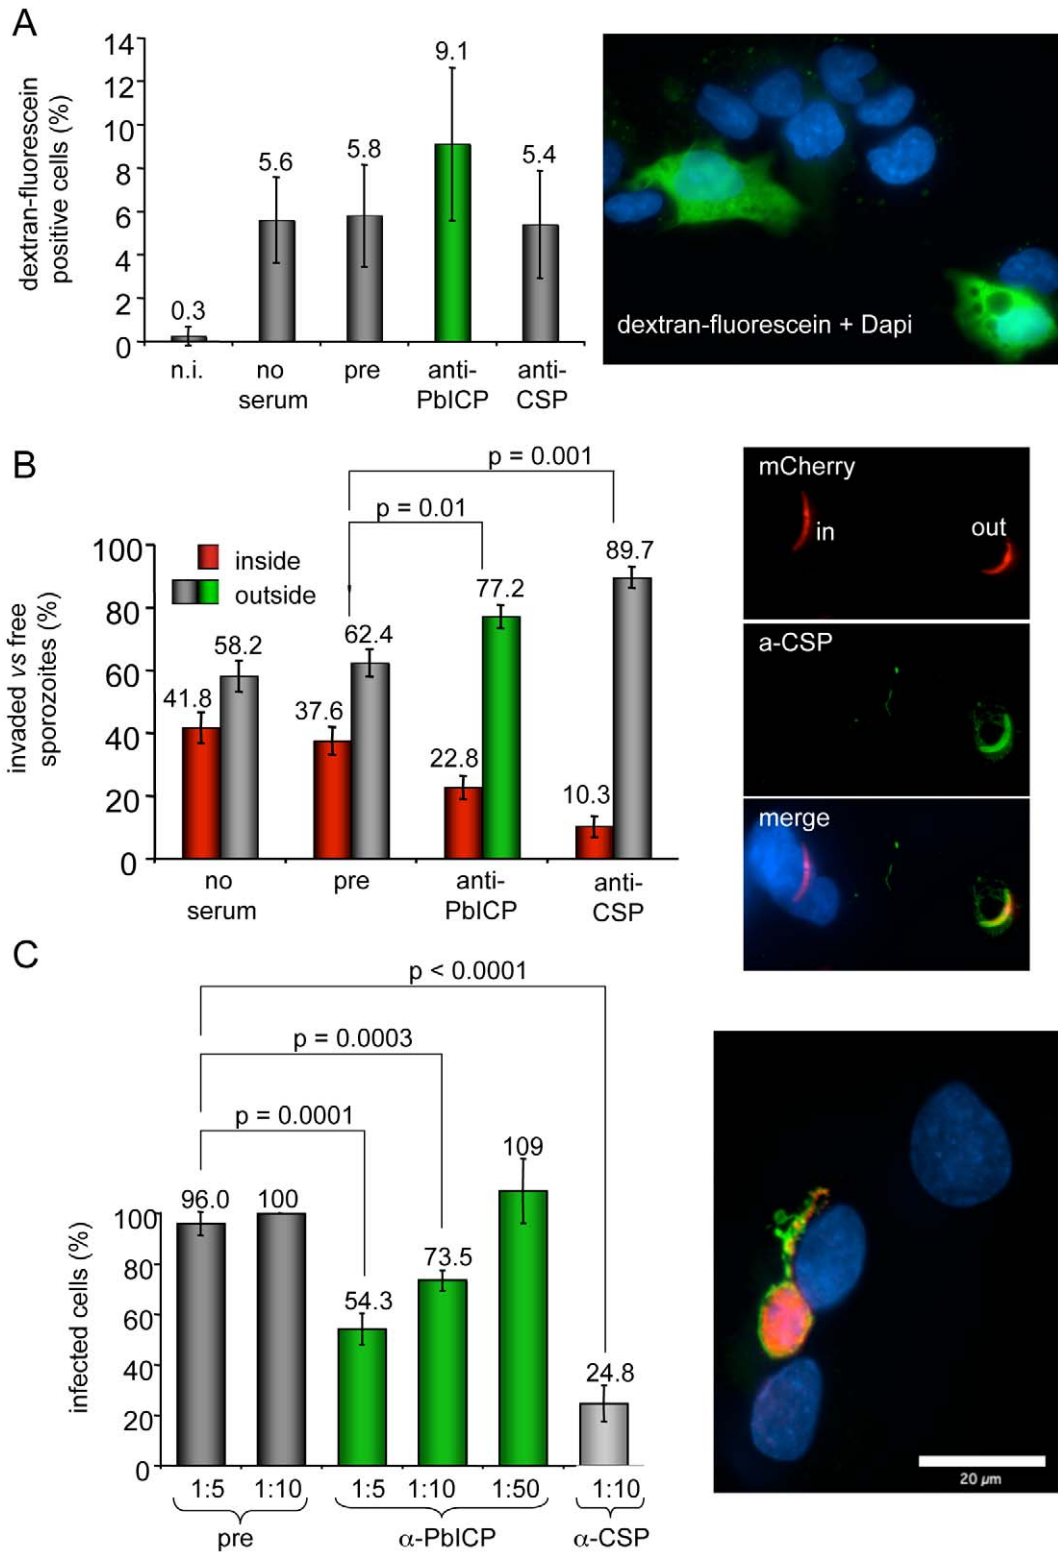 A
dextran-fluorescein
positive cells (%)
14
12
10
8
6
4
2
0
0.3
5.6
5.8
9.1
5.4
n.i.
no
serum
pre
anti-
PbICP
anti-
CSP
dextran-fluorescein + Dapi
B
invaded vs free
sporozoites (%)
p = 0.001
p = 0.01
100
80
60
40
20
0
inside
outside
41.8
58.2
37.6
62.4
22.8
77.2
10.3
89.7
no
serum
pre
anti-
PbICP
anti-
CSP
mCherry
in
out
a-CSP
merge
C
infected cells (%)
p < 0.0001
p = 0.0003
p = 0.0001
100
80
60
40
20
0
96.0
100
54.3
73.5
109
24.8
1:5 1:10 1:5 1:10 1:50 1:10
pre α-PbICP α-CSP
20 µm